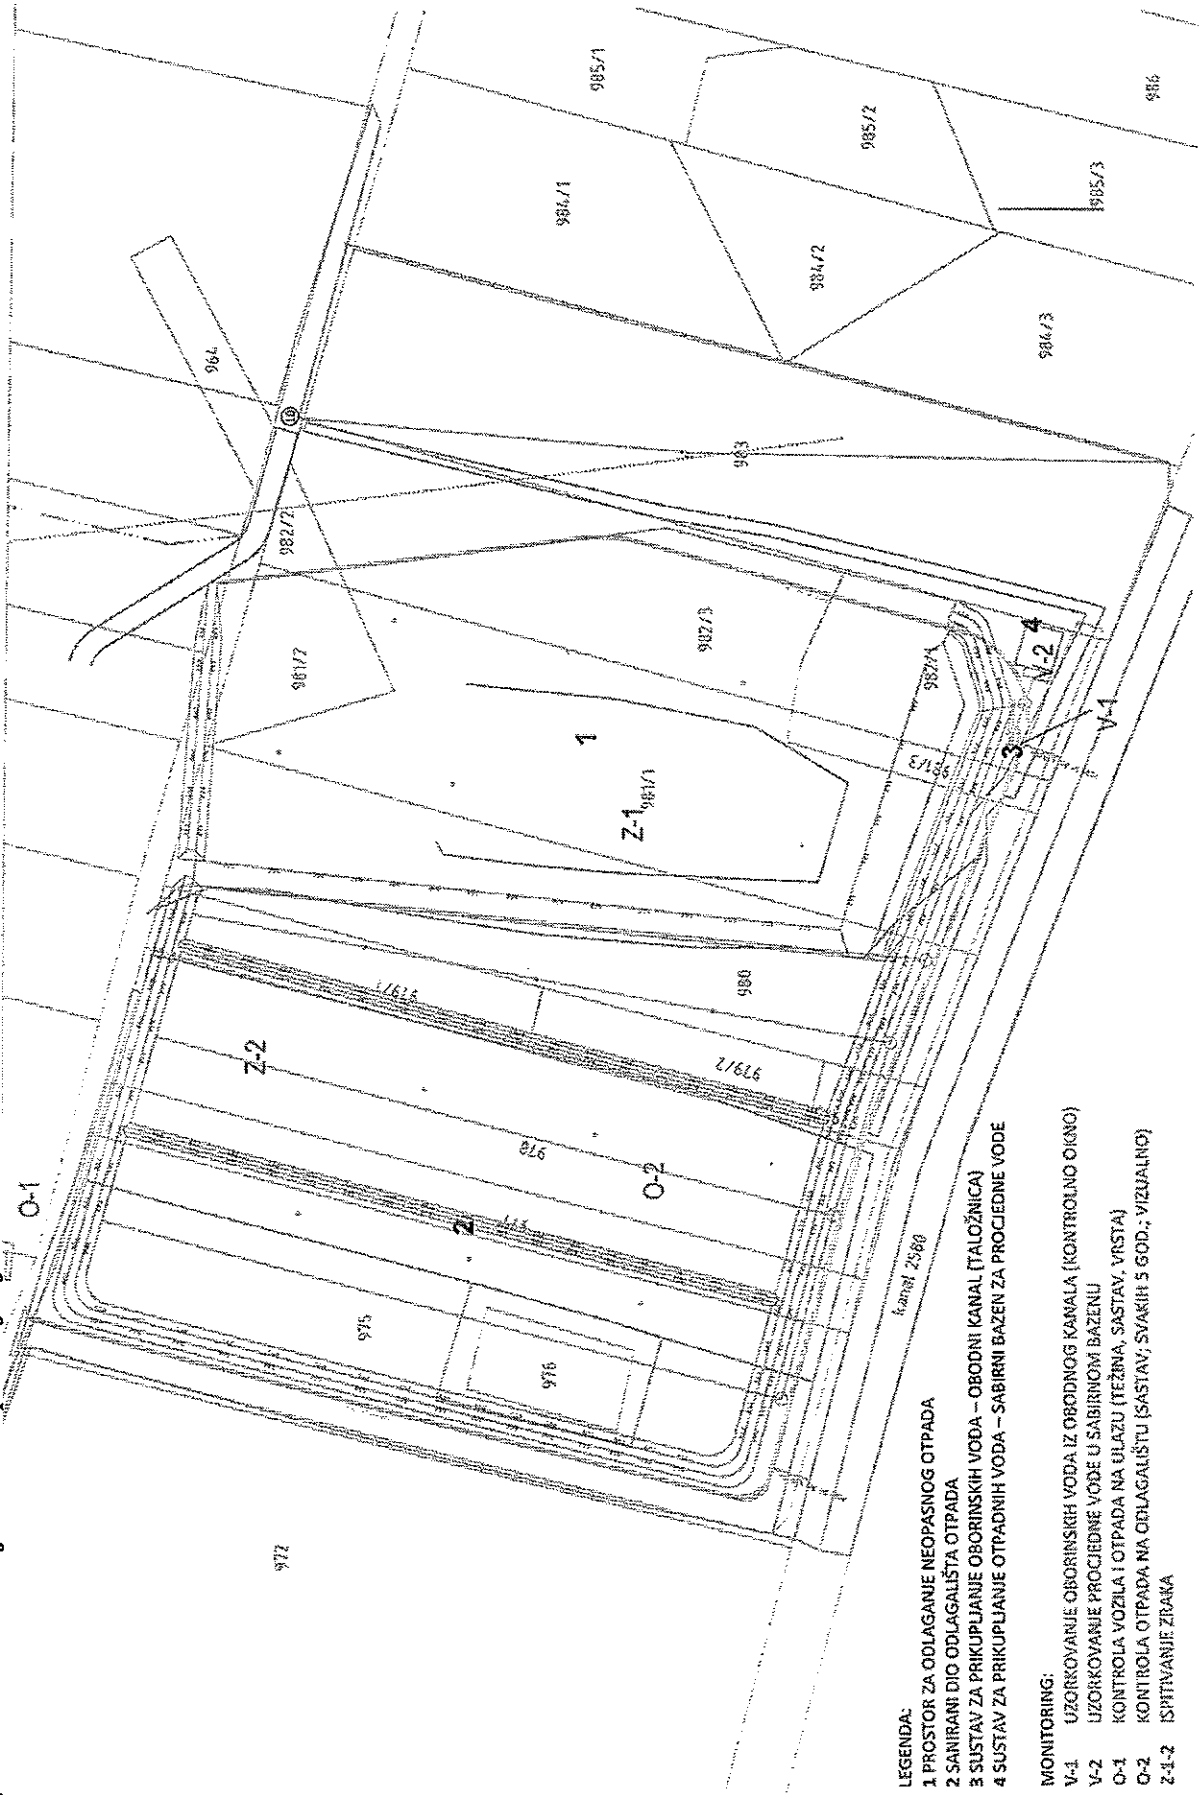 O-1
972
975
976
2
977
978
O-2
Z-2
979/1
979/2
980
Z-1
981/1
1
981/2
981/3
982/2
982/3
982/1
3
V-1
V-2
4
964
983
984/1
984/2
984/3
985/1
985/2
985/3
986
kanal 2980
LEGENDA:
1 PROSTOR ZA ODLAGANJE NEOPASNOG OTPADA
2 SANIRANI DIO ODLAGALIŠTA OTPADA
3 SUSTAV ZA PRIKUPLJANJE OBORINSKIH VODA – OBODNI KANAL (TALOŽNICA)
4 SUSTAV ZA PRIKUPLJANJE OTPADNIH VODA – SABIRNI BAZEN ZA PROCJEDNE VODE
MONITORING:
V-1 UZORKOVANJE OBORINSKIH VODA IZ OBODNOG KANALA (KONTROLNO OKNO)
V-2 UZORKOVANJE PROCJEDNE VODE U SABIRNOM BAZENU
O-1 KONTROLA VOZILA I OTPADA NA ULAZU (TEŽINA, SASTAV, VRSTA)
O-2 KONTROLA OTPADA NA ODLAGALIŠTU (SASTAV; SVAKIH 5 GOD.; VIZUALNO)
Z-1-2 ISPITIVANJE ZRAKA